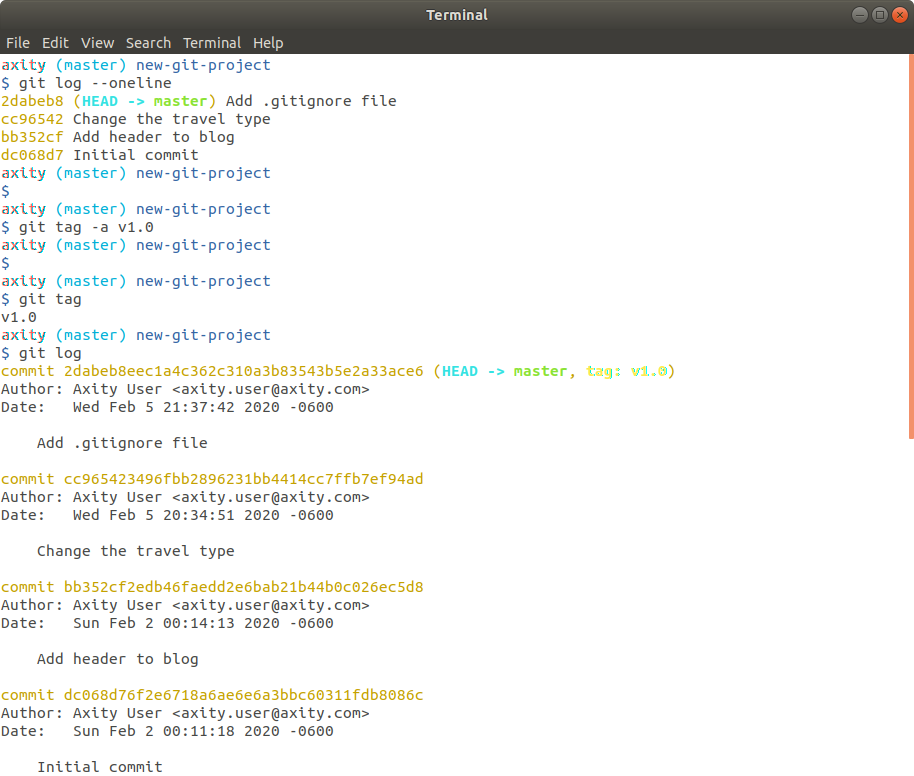 Terminal
File Edit View Search Terminal Help
axity (master) new-git-project
$ git log --oneline
2dabeb8 (HEAD -> master) Add .gitignore file
cc96542 Change the travel type
bb352cf Add header to blog
dc068d7 Initial commit
axity (master) new-git-project
$
axity (master) new-git-project
$ git tag -a v1.0
axity (master) new-git-project
$
axity (master) new-git-project
$ git tag
v1.0
axity (master) new-git-project
$ git log
commit 2dabeb8eec1a4c362c310a3b83543b5e2a33ace6 (HEAD -> master, tag: v1.0)
Author: Axity User <axity.user@axity.com>
Date:   Wed Feb 5 21:37:42 2020 -0600
    Add .gitignore file
commit cc965423496fbb2896231bb4414cc7ffb7ef94ad
Author: Axity User <axity.user@axity.com>
Date:   Wed Feb 5 20:34:51 2020 -0600
    Change the travel type
commit bb352cf2edb46faedd2e6bab21b44b0c026ec5d8
Author: Axity User <axity.user@axity.com>
Date:   Sun Feb 2 00:14:13 2020 -0600
    Add header to blog
commit dc068d76f2e6718a6ae6e6a3bbc60311fdb8086c
Author: Axity User <axity.user@axity.com>
Date:   Sun Feb 2 00:11:18 2020 -0600
    Initial commit